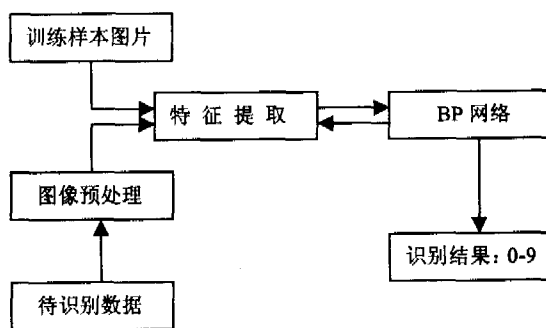 训练样本图片
特征提取
BP 网络
图像预处理
识别结果：0-9
待识别数据